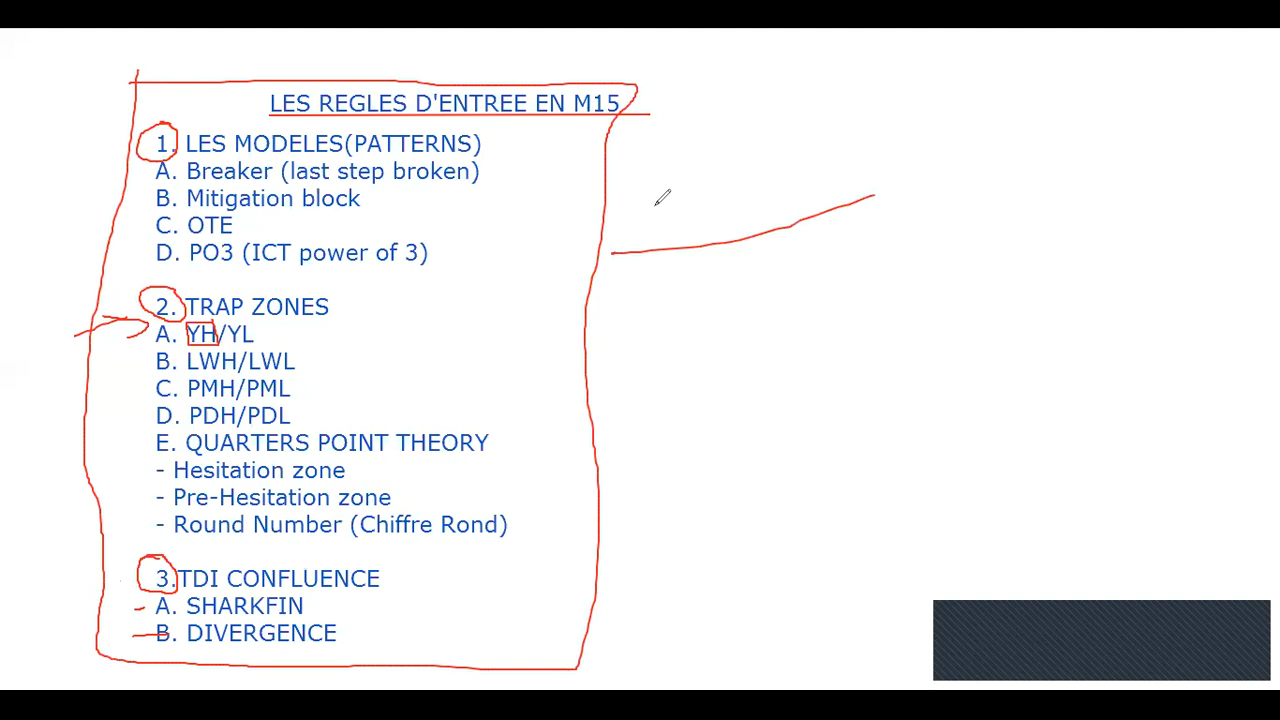 LES REGLES D'ENTREE EN M15
1. LES MODELES(PATTERNS)
A. Breaker (last step broken)
B. Mitigation block
C. OTE
D. PO3 (ICT power of 3)
2. TRAP ZONES
A. YH/YL
B. LWH/LWL
C. PMH/PML
D. PDH/PDL
E. QUARTERS POINT THEORY
- Hesitation zone
- Pre-Hesitation zone
- Round Number (Chiffre Rond)
3.TDI CONFLUENCE
A. SHARKFIN
B. DIVERGENCE